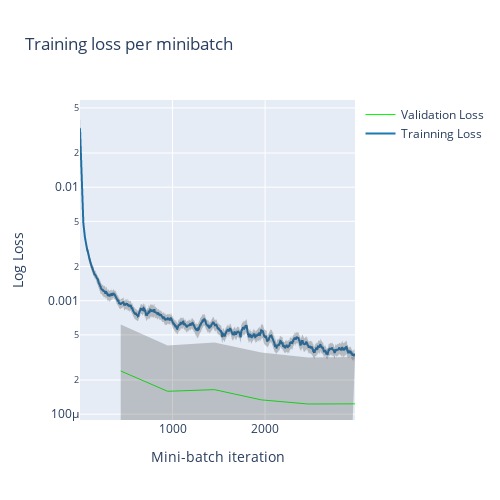 Training loss per minibatch
Validation Loss
Trainning Loss
5
2
0.01
5
2
0.001
5
2
100μ
Log Loss
1000
2000
Mini-batch iteration